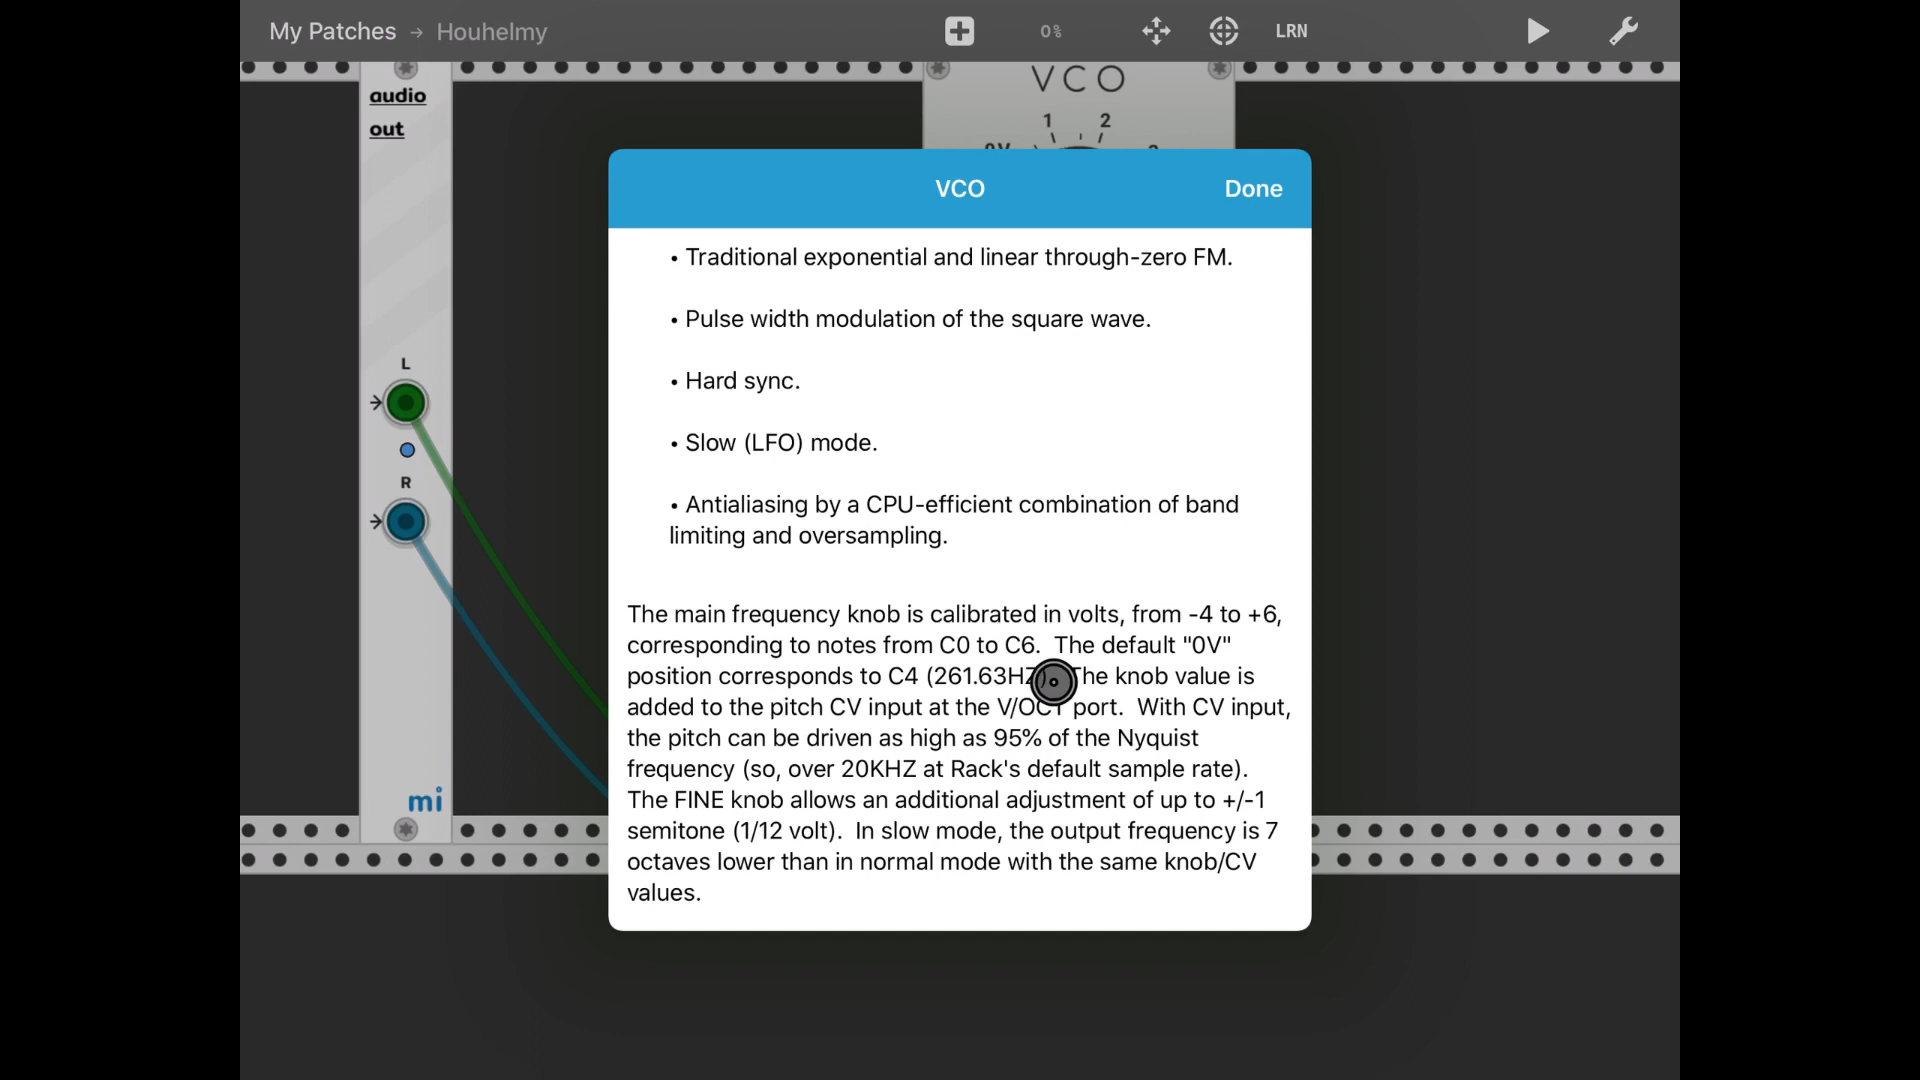 My Patches → Houhelmy
0%
LRN
audio
out
VCO
1 2
0V
L
R
mi
VCO
Done
• Traditional exponential and linear through-zero FM.
• Pulse width modulation of the square wave.
• Hard sync.
• Slow (LFO) mode.
• Antialiasing by a CPU-efficient combination of band
limiting and oversampling.
The main frequency knob is calibrated in volts, from -4 to +6,
corresponding to notes from C0 to C6. The default "0V"
position corresponds to C4 (261.63HZ). The knob value is
added to the pitch CV input at the V/OCT port. With CV input,
the pitch can be driven as high as 95% of the Nyquist
frequency (so, over 20KHZ at Rack's default sample rate).
The FINE knob allows an additional adjustment of up to +/-1
semitone (1/12 volt). In slow mode, the output frequency is 7
octaves lower than in normal mode with the same knob/CV
values.